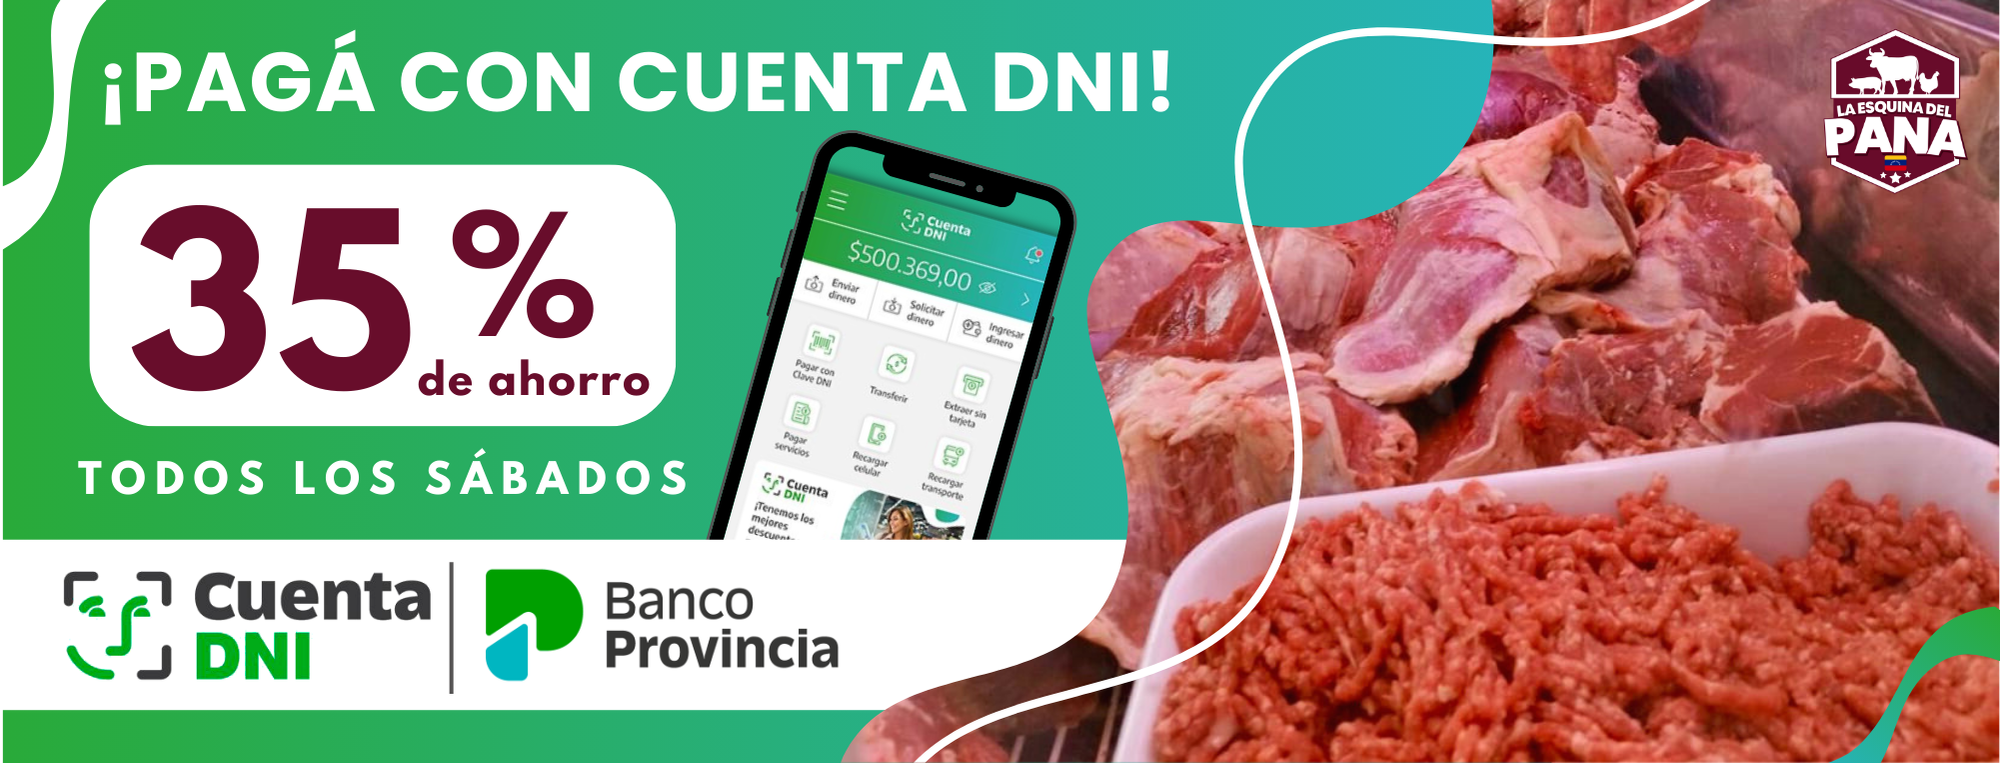 ¡PAGÁ CON CUENTA DNI!
35%
de ahorro
TODOS LOS SÁBADOS
Cuenta
DNI
$500.369,00
Enviar
dinero
Solicitar
dinero
Ingresar
dinero
Pagar con
Clave DNI
Transferir
Extraer sin
tarjeta
Pagar
servicios
Recargar
celular
Recargar
transporte
Cuenta
DNI
¡Tenemos los
mejores
Cuenta
DNI
Banco
Provincia
LA ESQUINA DEL
PANA